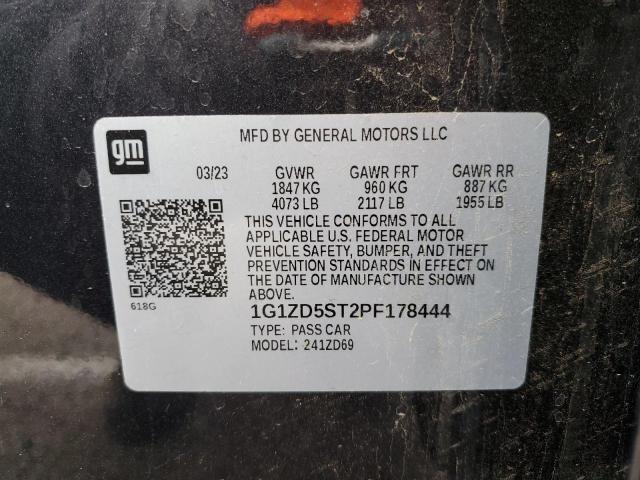 gm
MFD BY GENERAL MOTORS LLC
03/23 GVWR GAWR FRT GAWR RR
1847 KG 960 KG 887 KG
4073 LB 2117 LB 1955 LB
THIS VEHICLE CONFORMS TO ALL
APPLICABLE U.S. FEDERAL MOTOR
VEHICLE SAFETY, BUMPER, AND THEFT
PREVENTION STANDARDS IN EFFECT ON
THE DATE OF MANUFACTURE SHOWN
ABOVE.
618G
1G1ZD5ST2PF178444
TYPE: PASS CAR
MODEL: 241ZD69